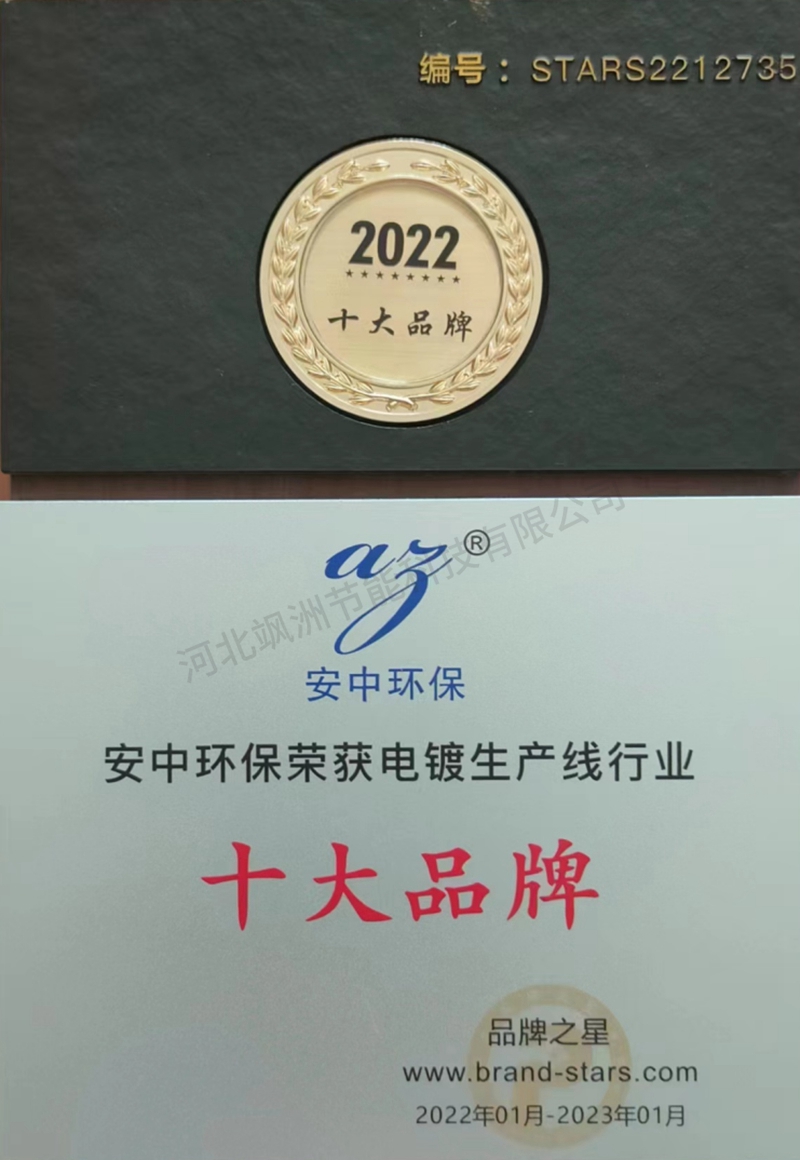 编号：STARS2212735
2022
十大品牌
az®
河北飒洲节能科技有限公司
安中环保
安中环保荣获电镀生产线行业
十大品牌
品牌之星
www.brand-stars.com
2022年01月-2023年01月